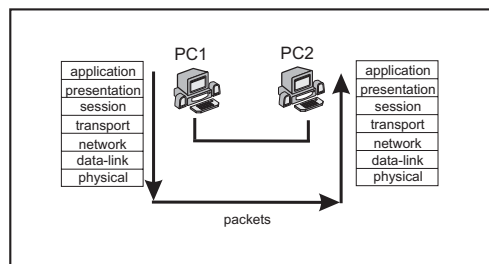 PC1
PC2
application
presentation
session
transport
network
data-link
physical
application
presentation
session
transport
network
data-link
physical
packets